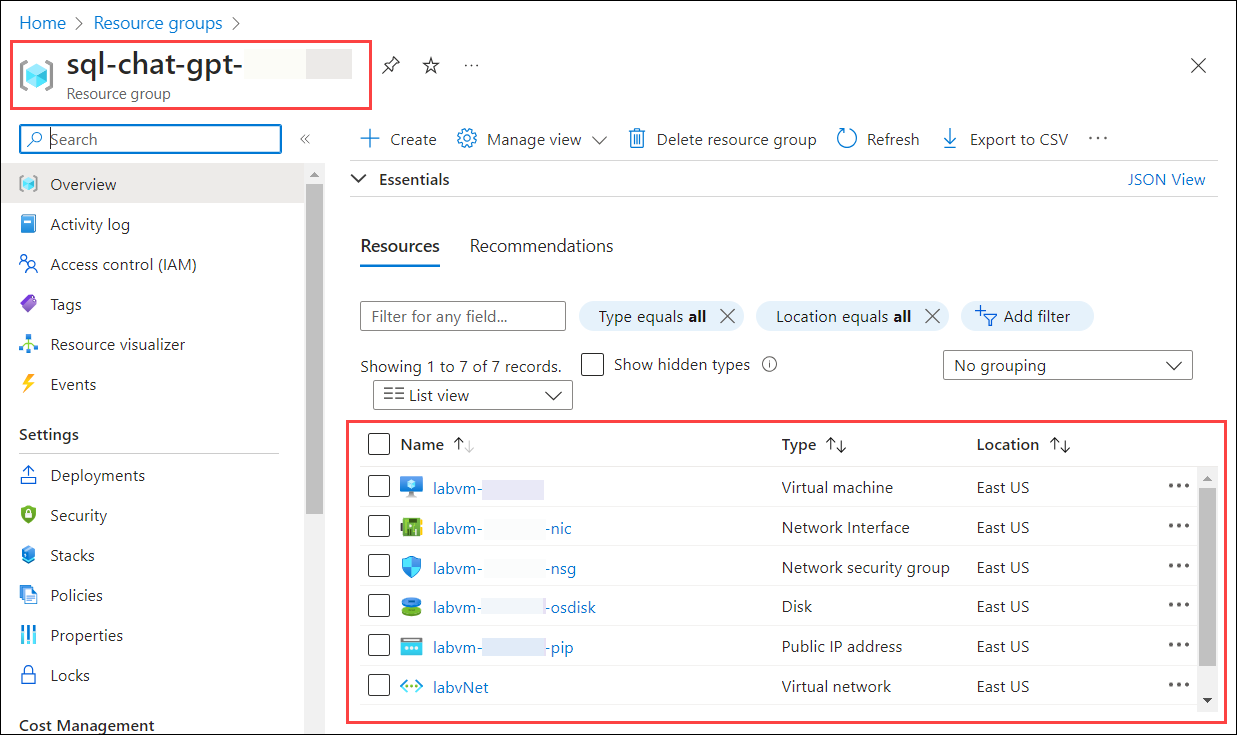 Home > Resource groups >
sql-chat-gpt-
...
Resource group
Search
«
Create Manage view Delete resource group Refresh Export to CSV ...
Overview
Activity log
Access control (IAM)
Tags
Resource visualizer
Events
Settings
Deployments
Security
Stacks
Policies
Properties
Locks
Cost Management
Essentials JSON View
Resources Recommendations
Filter for any field... Type equals all Location equals all Add filter
Showing 1 to 7 of 7 records. Show hidden types No grouping
List view
Name Type Location
labvm- Virtual machine East US ...
labvm- -nic Network Interface East US ...
labvm- -nsg Network security group East US ...
labvm- -osdisk Disk East US ...
labvm- -pip Public IP address East US ...
labvNet Virtual network East US ...